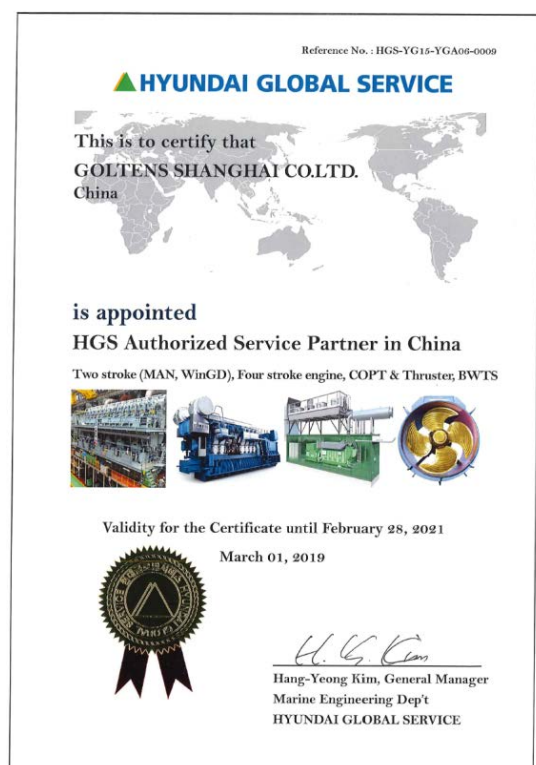 Reference No. : HGS-YG15-YGA06-0009
HYUNDAI GLOBAL SERVICE
This is to certify that
GOLTENS SHANGHAI CO.LTD.
China
is appointed
HGS Authorized Service Partner in China
Two stroke (MAN, WinGD), Four stroke engine, COPT & Thruster, BWTS
Validity for the Certificate until February 28, 2021
March 01, 2019
H. Y. Kim
Hang-Yeong Kim, General Manager
Marine Engineering Dep't
HYUNDAI GLOBAL SERVICE